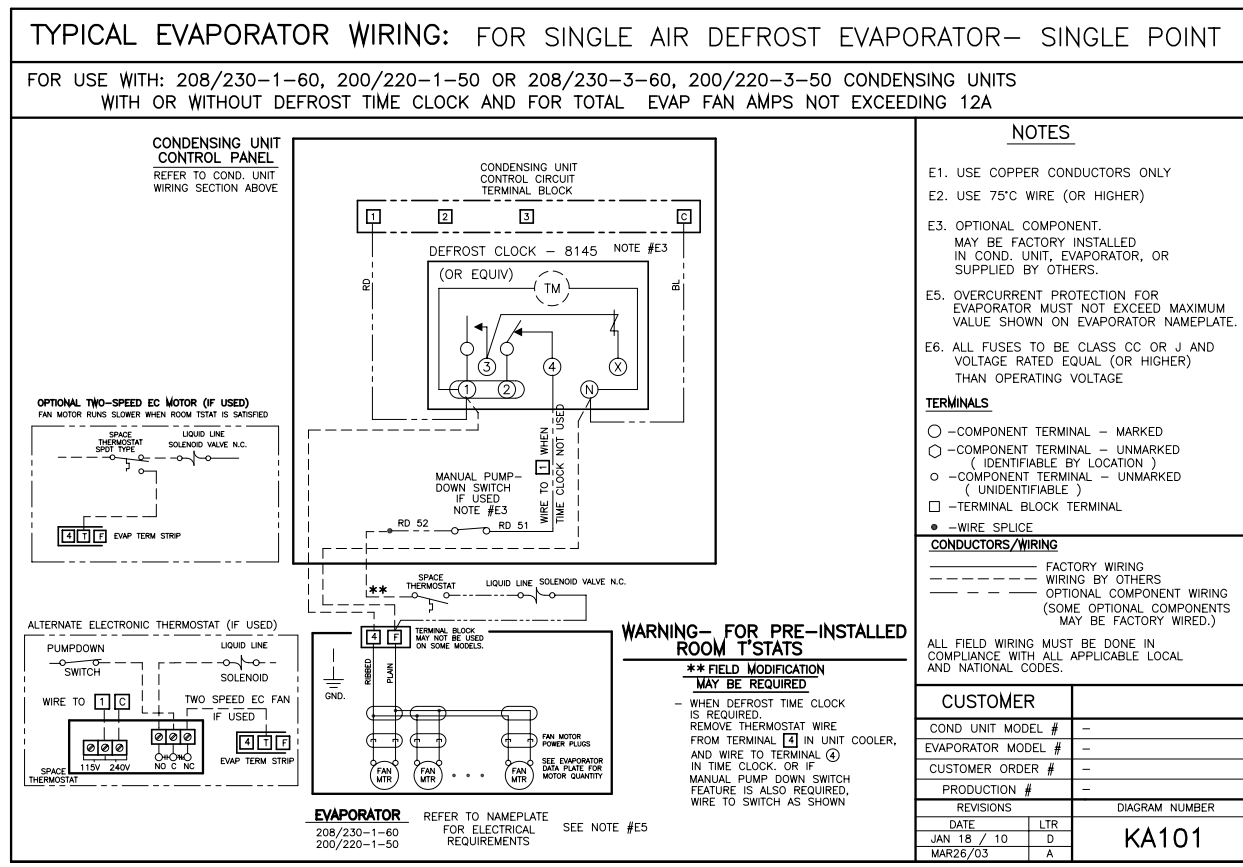 TYPICAL EVAPORATOR WIRING: FOR SINGLE AIR DEFROST EVAPORATOR– SINGLE POINT
FOR USE WITH: 208/230–1–60, 200/220–1–50 OR 208/230–3–60, 200/220–3–50 CONDENSING UNITS
WITH OR WITHOUT DEFROST TIME CLOCK AND FOR TOTAL EVAP FAN AMPS NOT EXCEEDING 12A
CONDENSING UNIT
CONTROL PANEL
REFER TO COND. UNIT
WIRING SECTION ABOVE
CONDENSING UNIT
CONTROL CIRCUIT
TERMINAL BLOCK
1 2 3 C
DEFROST CLOCK – 8145 NOTE #E3
(OR EQUIV)
TM
RD
BL
3 4 X
1 2 N
WIRE TO 1 WHEN
TIME CLOCK NOT USED
MANUAL PUMP–
DOWN SWITCH
IF USED
NOTE #E3
RD 52 RD 51
OPTIONAL TWO–SPEED EC MOTOR (IF USED)
FAN MOTOR RUNS SLOWER WHEN ROOM TSTAT IS SATISFIED
SPACE
THERMOSTAT
SPDT TYPE
LIQUID LINE
SOLENOID VALVE N.C.
4 T F EVAP TERM STRIP
**
SPACE
THERMOSTAT
LIQUID LINE SOLENOID VALVE N.C.
ALTERNATE ELECTRONIC THERMOSTAT (IF USED)
PUMPDOWN
SWITCH
LIQUID LINE
SOLENOID
WIRE TO 1 C
TWO SPEED EC FAN
IF USED
4 T F
EVAP TERM STRIP
115V 240V
NO C NC
SPACE
THERMOSTAT
4 F
TERMINAL BLOCK
MAY NOT BE USED
ON SOME MODELS.
RIBBED
PLAIN
GND.
FAN MOTOR
POWER PLUGS
SEE EVAPORATOR
DATA PLATE FOR
MOTOR QUANTITY
FAN
MTR
FAN
MTR
FAN
MTR
EVAPORATOR
208/230–1–60
200/220–1–50
REFER TO NAMEPLATE
FOR ELECTRICAL
REQUIREMENTS
SEE NOTE #E5
WARNING– FOR PRE–INSTALLED
ROOM T'STATS
** FIELD MODIFICATION
MAY BE REQUIRED
– WHEN DEFROST TIME CLOCK
IS REQUIRED.
REMOVE THERMOSTAT WIRE
FROM TERMINAL 4 IN UNIT COOLER,
AND WIRE TO TERMINAL 4
IN TIME CLOCK. OR IF
MANUAL PUMP DOWN SWITCH
FEATURE IS ALSO REQUIRED,
WIRE TO SWITCH AS SHOWN
NOTES
E1. USE COPPER CONDUCTORS ONLY
E2. USE 75°C WIRE (OR HIGHER)
E3. OPTIONAL COMPONENT.
MAY BE FACTORY INSTALLED
IN COND. UNIT, EVAPORATOR, OR
SUPPLIED BY OTHERS.
E5. OVERCURRENT PROTECTION FOR
EVAPORATOR MUST NOT EXCEED MAXIMUM
VALUE SHOWN ON EVAPORATOR NAMEPLATE.
E6. ALL FUSES TO BE CLASS CC OR J AND
VOLTAGE RATED EQUAL (OR HIGHER)
THAN OPERATING VOLTAGE
TERMINALS
–COMPONENT TERMINAL – MARKED
–COMPONENT TERMINAL – UNMARKED
( IDENTIFIABLE BY LOCATION )
–COMPONENT TERMINAL – UNMARKED
( UNIDENTIFIABLE )
–TERMINAL BLOCK TERMINAL
–WIRE SPLICE
CONDUCTORS/WIRING
FACTORY WIRING
WIRING BY OTHERS
OPTIONAL COMPONENT WIRING
(SOME OPTIONAL COMPONENTS
MAY BE FACTORY WIRED.)
ALL FIELD WIRING MUST BE DONE IN
COMPLIANCE WITH ALL APPLICABLE LOCAL
AND NATIONAL CODES.
CUSTOMER
COND UNIT MODEL # –
EVAPORATOR MODEL # –
CUSTOMER ORDER # –
PRODUCTION # –
REVISIONS DIAGRAM NUMBER
DATE LTR
JAN 18 / 10 D
MAR26/03 A
KA101